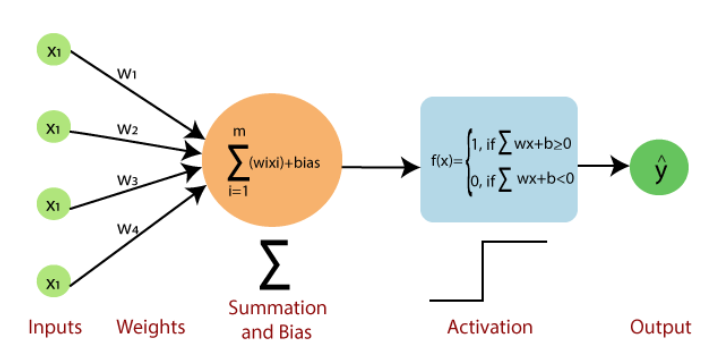 x₁
x₁
x₁
x₁
w₁
w₂
w₃
w₄
m
∑(wixi)+bias
i=1
f(x)={
1, if ∑ wx+b≥0
0, if ∑ wx+b<0
ŷ
∑
Inputs
Weights
Summation
and Bias
Activation
Output